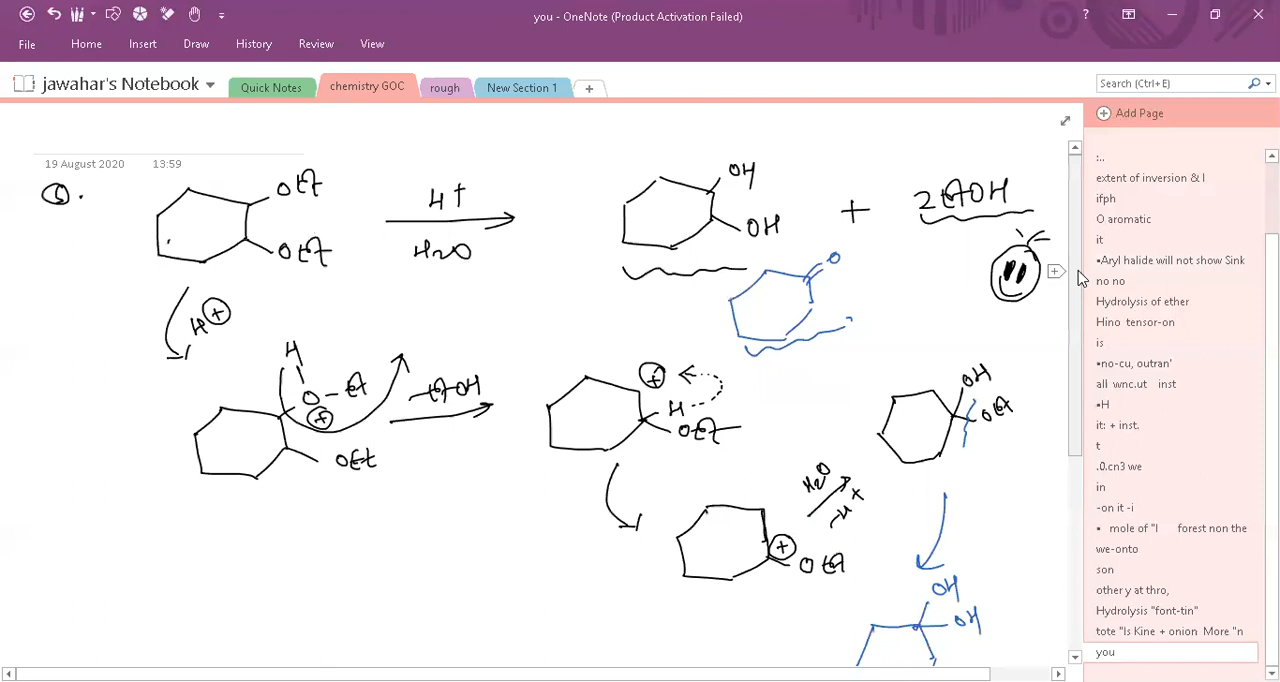 you - OneNote (Product Activation Failed)
File Home Insert Draw History Review View
jawahar's Notebook Quick Notes chemistry GOC rough New Section 1
Search (Ctrl+E)
Add Page
19 August 2020 13:59
OEt
OEt
H+
H2O
OH
OH
+
2EtOH
O
H⊕
H
O-Et
⊕
OEt
-EtOH
⊕
H
OEt
OH
OEt
H2O
-H+
⊕
OEt
OH
OH
:..
extent of inversion & I
ifph
O aromatic
it
•Aryl halide will not show Sink
no no
Hydrolysis of ether
Hino tensor-on
is
•no-cu, outran'
all wnc.ut inst
•H
it: + inst.
t
.0.cn3 we
in
-on it -i
• mole of "I forest non the
we-onto
son
other y at thro,
Hydrolysis "font-tin"
tote "Is Kine + onion More "n
you